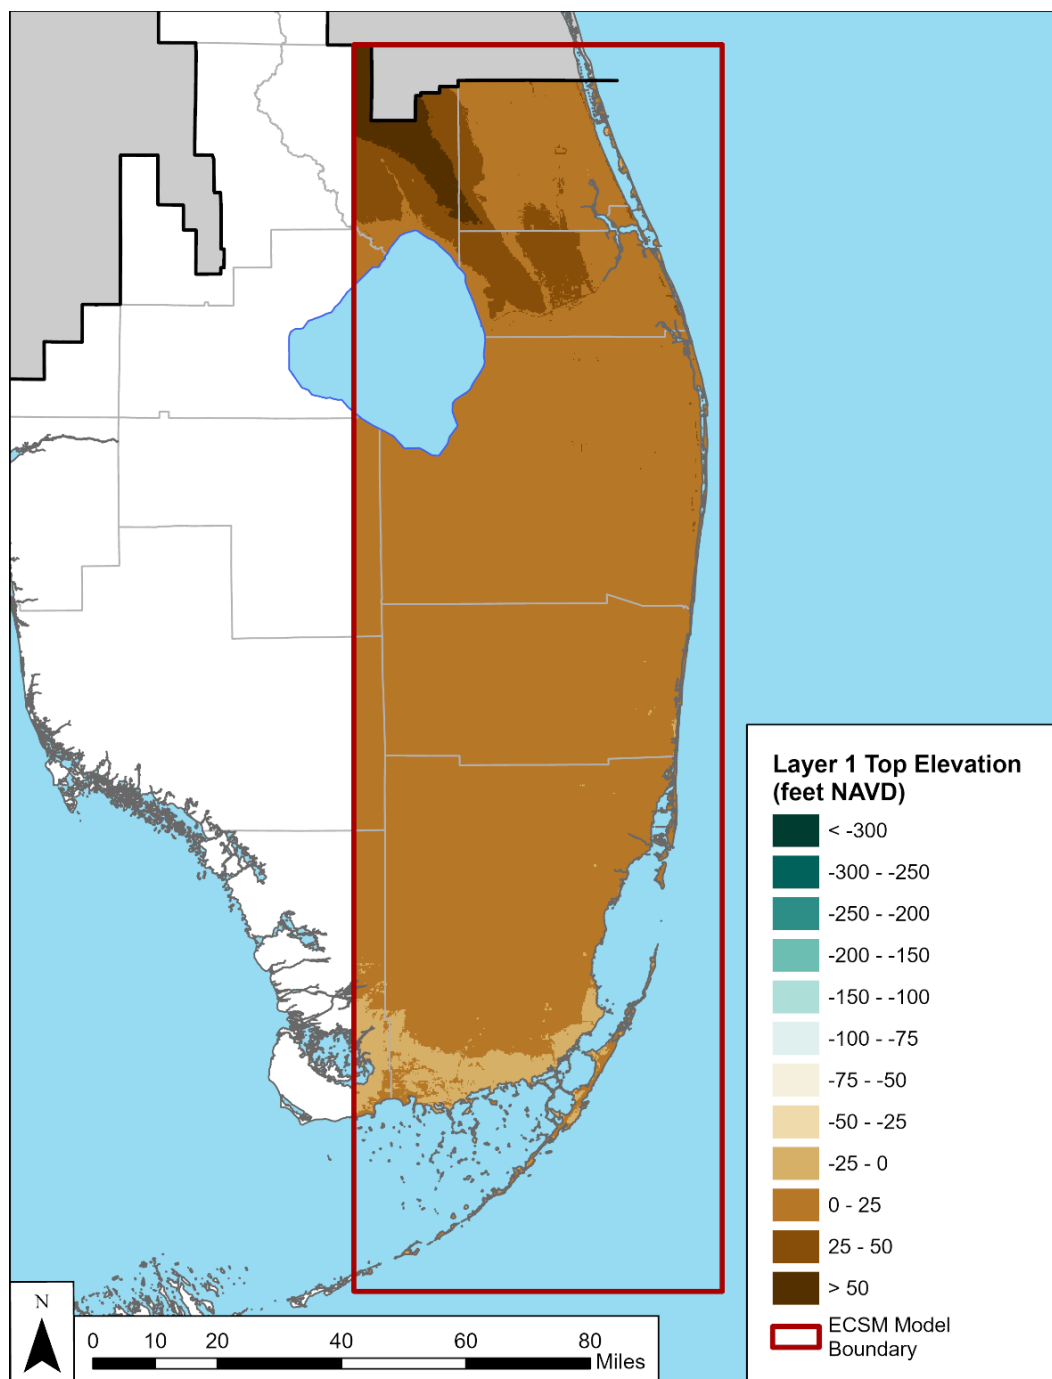 Layer 1 Top Elevation
(feet NAVD)
< -300
-300 - -250
-250 - -200
-200 - -150
-150 - -100
-100 - -75
-75 - -50
-50 - -25
-25 - 0
0 - 25
25 - 50
> 50
ECSM Model
Boundary
N
0 10 20 40 60 80
Miles